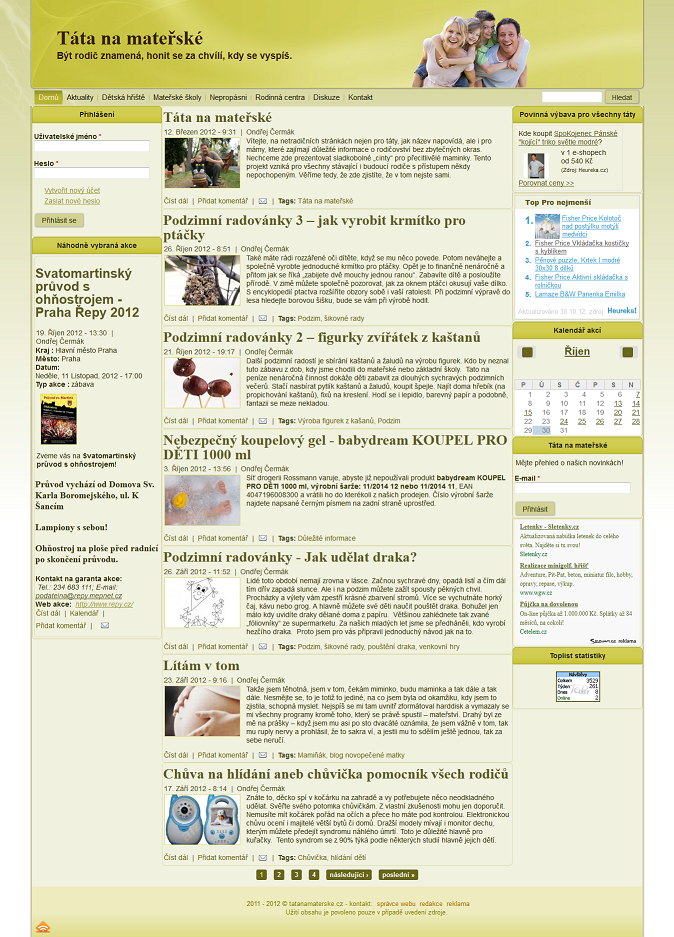 Táta na mateřské
Být rodič znamená, honit se za chvílí, kdy se vyspíš.
Domů
Aktuality
Dětská hřiště
Mateřské školy
Nepropásni
Rodinná centra
Diskuze
Kontakt
Hledat
Přihlášení
Uživatelské jméno *
Heslo *
Vytvořit nový účet
Zaslat nové heslo
Přihlásit se
Náhodně vybraná akce
Svatomartinský
průvod s
ohňostrojem -
Praha Řepy 2012
19. Říjen 2012 - 13:30 |
Ondřej Čermák
Kraj : Hlavní město Praha
Město: Praha
Datum:
Neděle, 11 Listopad, 2012 - 17:00
Typ akce : zábava
Zveme vás na Svatomartinský
průvod s ohňostrojem!
Průvod vychází od Domova Sv.
Karla Boromejského, ul. K
Šancím
Lampiony s sebou!
Ohňostroj na ploše před radnicí
po skončení průvodu.
Kontakt na garanta akce:
Tel.: 234 683 111; E-mail:
podatelna@repy.mepnet.cz
Web akce: http://www.repy.cz/
Číst dál | Kalendář |
Přidat komentář |
Táta na mateřské
12. Březen 2012 - 9:31 | Ondřej Čermák
Vítejte, na netradičních stránkách nejen pro táty, jak název napovídá, ale i pro
mámy, které zajímají důležité informace o rodičovství bez zbytečných okras.
Nechceme zde prezentovat sladkobolné „cinty“ pro přecitlivělé maminky. Tento
projekt vzniká pro všechny stávající i budoucí rodiče s přístupem někdy
nepochopeným. Věříme tedy, že zde zjistíte, že v tom nejste sami.
Číst dál | Přidat komentář | | Tags: Táta na mateřské
Podzimní radovánky 3 – jak vyrobit krmítko pro
ptáčky
26. Říjen 2012 - 8:51 | Ondřej Čermák
Také máte rádi rozzářené oči dítěte, když se mu něco povede. Potom neváhejte a
společně vyrobte jednoduché krmítko pro ptáčky. Opět je to finančně nenáročné a
přitom jak se říká „zabijete dvě mouchy jednou ranou“. Zabavíte dítě a posloužíte
přírodě. V zimě můžete společně pozorovat, jak za oknem ptáčci okusují vaše dílko.
S encyklopedií ptactva rozšíříte obzory sobě i vaší ratolesti. Při podzimní výpravě do
lesa hledejte borovou šišku, bude se vám při výrobě hodit.
Číst dál | Přidat komentář | | Tags: Podzim, šikovné rady
Podzimní radovánky 2 – figurky zvířátek z kaštanů
21. Říjen 2012 - 19:17 | Ondřej Čermák
Další podzimní radostí je sbírání kaštanů a žaludů na výrobu figurek. Kdo by neznal
tuto zábavu z dob, kdy jsme chodili do mateřské nebo základní školy. Tato na
peníze nenáročná činnost dokáže děti zabavit za dlouhých sychravých podzimních
večerů. Stačí nasbírat pytlík kaštanů a žaludů, koupit špejle. Najít doma hřebík (na
propichování kaštanů), fixů na kreslení. Hodí se i lepidlo, barevný papír a podobně,
fantazii se meze nekladou.
Číst dál | Přidat komentář | | Tags: Výroba figurek z kašanů, Podzim
Nebezpečný koupelový gel - babydream KOUPEL PRO
DĚTI 1000 ml
3. Říjen 2012 - 13:56 | Ondřej Čermák
Síť drogerií Rossmann varuje, abyste již nepoužívali produkt babydream KOUPEL
PRO DĚTI 1000 ml, výrobní šarže: 11/2014 12 nebo 11/2014 11, EAN
4047196008300 a vrátili ho do kterékoli z našich prodejen. Číslo výrobní šarže
najdete napsané černým písmem na zadní straně uprostřed.
Číst dál | Přidat komentář | | Tags: Důležité informace
Podzimní radovánky - Jak udělat draka?
26. Září 2012 - 11:52 | Ondřej Čermák
Lidé toto období nemají zrovna v lásce. Začnou sychravé dny, opadá listí a čím dál
tím dřív zapadá slunce. Ale i na podzim můžete zažít spousty pěkných chvil.
Procházky a výlety vám zpestří krásné zbarvení stromů. Více se vychutnáte horký
čaj, kávu nebo grog. A hlavně můžete své děti naučit pouštět draka. Bohužel jen
málo kdy uvidíte draky dělané doma z papíru. Většinou zahlédnete tak zvané
„fóliovníky“ ze supermarketu. Za našich mladých let jsme se předháněli, kdo vyrobí
hezčího draka. Proto jsem pro vás připravil jednoduchý návod jak na to.
Číst dál | Přidat komentář | | Tags: Podzim, šikovné rady, pouštění draka, venkovní hry
Lítám v tom
23. Září 2012 - 9:16 | Ondřej Čermák
Takže jsem těhotná, jsem v tom, čekám miminko, budu maminka a tak dále a tak
dále. Nesmějte se, to je totiž to jediné, na co jsem byla od okamžiku, kdy jsem to
zjistila, schopná myslet. Nejspíš se mi tam uvnitř zformátoval harddisk a vymazaly se
mi všechny programy kromě toho, který se právě spustil – mateřství. Drahý byl ze
mě na prášky – když jsem mu asi po sto dvacáté oznámila, že jsem vážně v tom, tak
mu ruply nervy a prohlásil, že to sakra ví, a jestli mu to sdělím ještě jednou, tak za
sebe neručí.
Číst dál | Přidat komentář | | Tags: Mamiňák, blog novopečené matky
Chůva na hlídání aneb chůvička pomocník všech rodičů
17. Září 2012 - 8:14 | Ondřej Čermák
Znáte to, děcko spí v kočárku na zahradě a vy potřebujete něco neodkladného
udělat. Svěřte svého potomka chůvičkám. Z vlastní zkušenosti mohu jen doporučit.
Nemusíte mít kočárek pořád na očích a přece ho máte pod kontrolou. Elektronickou
chůvu ocení i majitelé větší bytů či domů. Dražší modely mívají i monitor dechu,
kterým můžete předejít syndromu náhlého úmrtí. Toto je důležité hlavně pro
kuřačky. Tento syndrom se z 90% týká podle některých studií hlavně jejich dětí.
Číst dál | Přidat komentář | | Tags: Chůvička, hlídání dětí
1 2 3 4 následující › poslední »
Povinná výbava pro všechny táty
Kde koupit SpoKojenec Pánské
"kojící" triko světle modré?
v 1 e-shopech
od 540 Kč
(Zdroj: Heureka.cz)
Porovnat ceny >>
Top Pro nejmenší
1. Fisher Price Kolotoč
nad postýlku motýlí
medvídci
2. Fisher Price Vkládačka kostičky
s kyblíkem
3. Pěnové puzzle, Krtek I modré
30x30 8 dílků
4. Fisher Price Aktivní skládačka s
rolničkou
5. Lamaze B&W Panenka Emilka
Aktualizováno 30.10. zdroj Heureka!
Kalendář akcí
Říjen
P Ú S Č P S N
1 2 3 4 5 6 7
8 9 10 11 12 13 14
15 16 17 18 19 20 21
22 23 24 25 26 27 28
29 30 31
Táta na mateřské
Mějte přehled o našich novinkách!
E-mail *
Přihlásit
Letenky - Sletenky.cz
Aktualizovaná nabídka letenek do celého
světa. Najděte si tu svou!
Sletenky.cz
Realizace minigolf. hřišť
Adventure, Pit-Pat, beton, miniatur file, hobby,
opravy, repase, výkup.
www.wgw.cz
Půjčka na dovolenou
On-line půjčka až 1.000.000 Kč. Splátky až 84
měsíců, na cokoli!
Cetelem.cz
Seznam.cz reklama
Toplist statistiky
Návštěvy
Celkem 3529
Týden 261
Dnes 8
Online 2
2011 - 2012 © tatanamaterske.cz - kontakt: správce webu redakce reklama
Užití obsahu je povoleno pouze v případě uvedení zdroje.